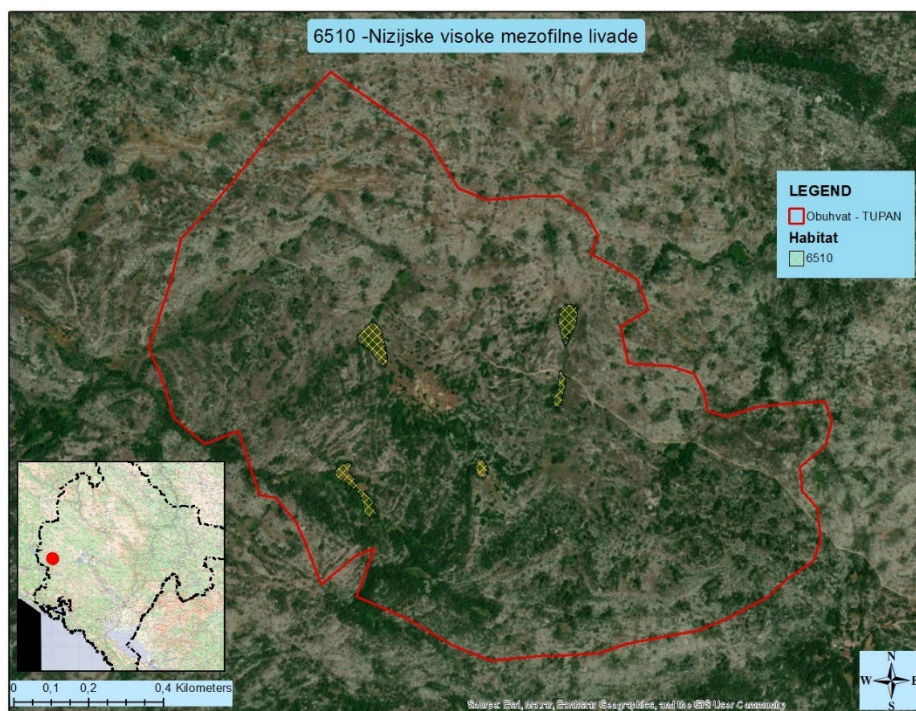 6510 -Nizijske visoke mezofilne livade
LEGEND
Obuhvat - TUPAN
Habitat
6510
0 0,1 0,2 0,4 Kilometers
N
W E
S
Source: Esri, Maxar, Earthstar Geographics, and the GIS User Community